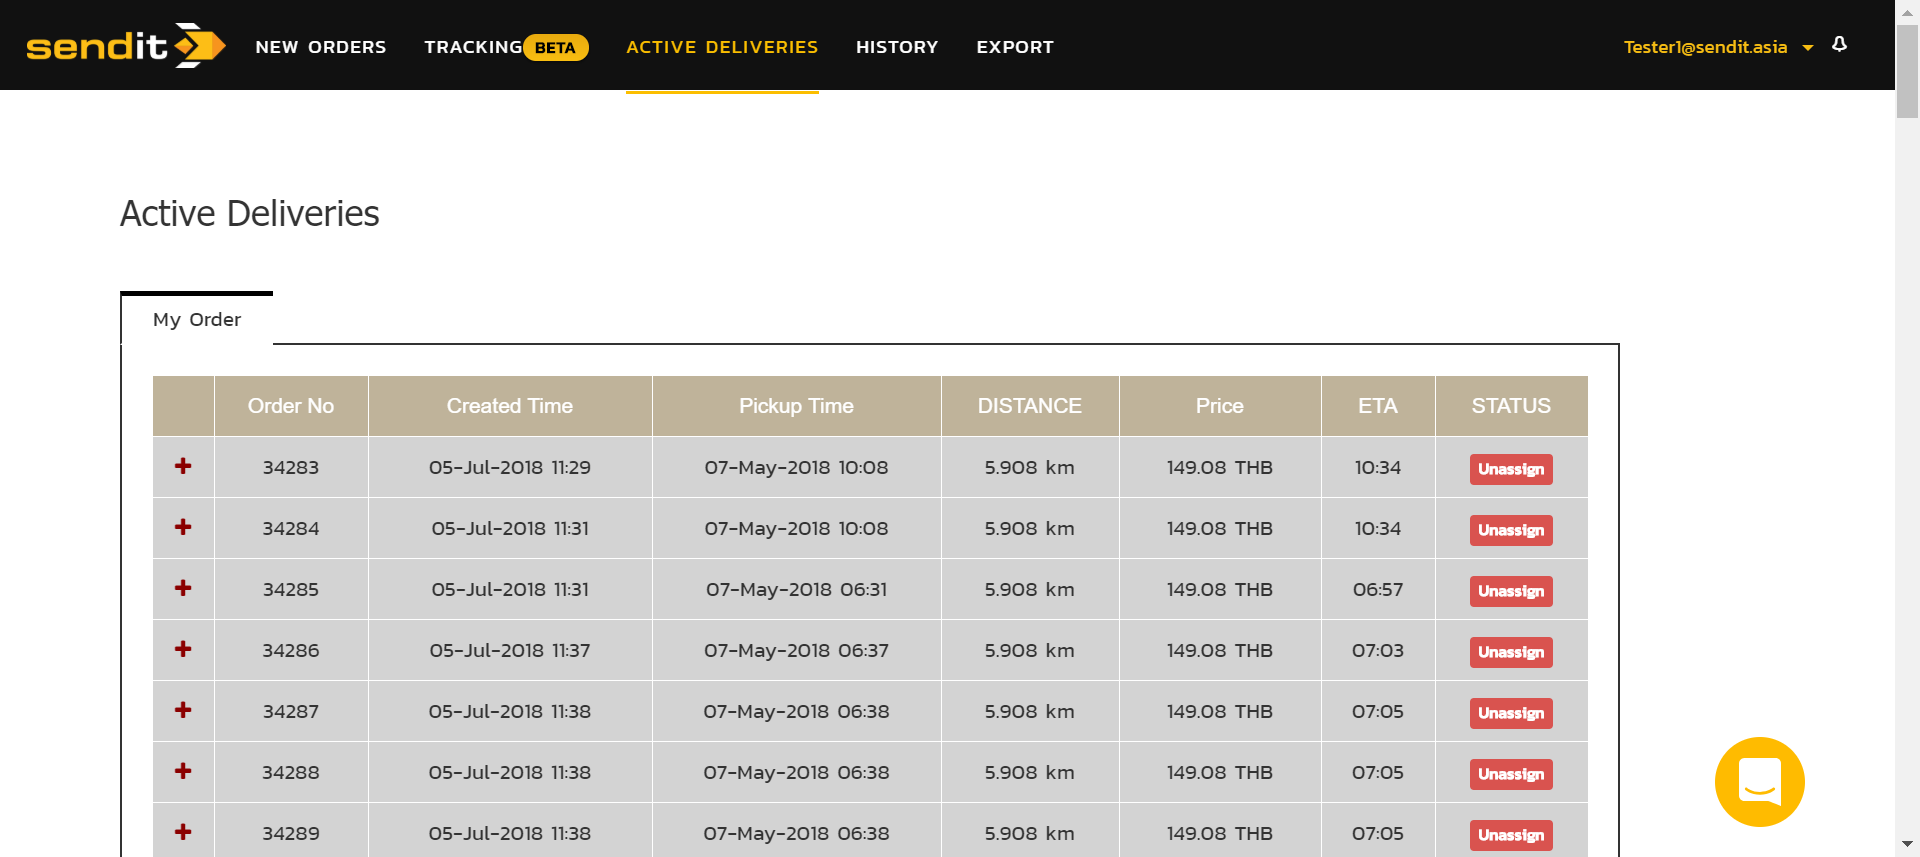 sendit NEW ORDERS TRACKING BETA ACTIVE DELIVERIES HISTORY EXPORT Tester1@sendit.asia
Active Deliveries
My Order
Order No Created Time Pickup Time DISTANCE Price ETA STATUS
34283 05-Jul-2018 11:29 07-May-2018 10:08 5.908 km 149.08 THB 10:34 Unassign
34284 05-Jul-2018 11:31 07-May-2018 10:08 5.908 km 149.08 THB 10:34 Unassign
34285 05-Jul-2018 11:31 07-May-2018 06:31 5.908 km 149.08 THB 06:57 Unassign
34286 05-Jul-2018 11:37 07-May-2018 06:37 5.908 km 149.08 THB 07:03 Unassign
34287 05-Jul-2018 11:38 07-May-2018 06:38 5.908 km 149.08 THB 07:05 Unassign
34288 05-Jul-2018 11:38 07-May-2018 06:38 5.908 km 149.08 THB 07:05 Unassign
34289 05-Jul-2018 11:38 07-May-2018 06:38 5.908 km 149.08 THB 07:05 Unassign